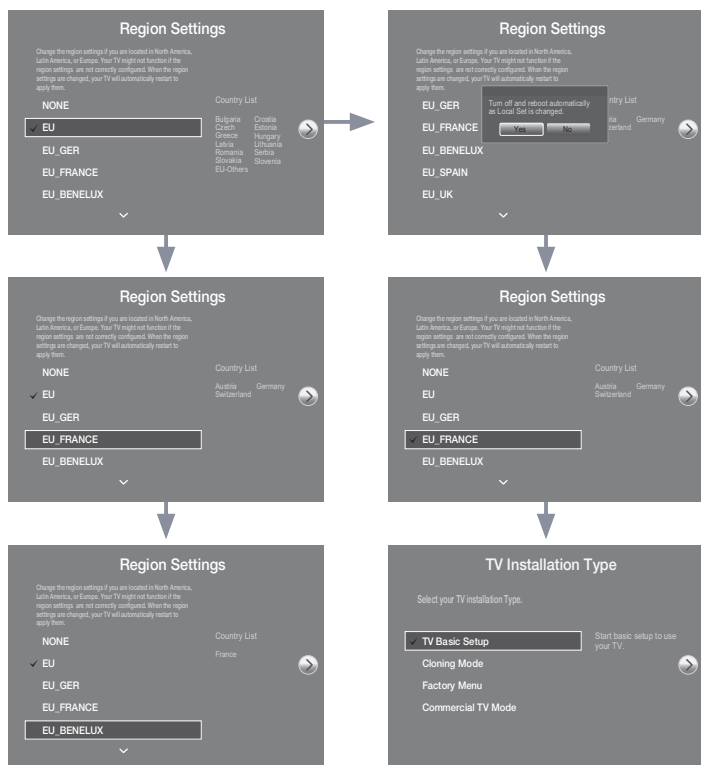 Region Settings
Change the region settings if you are located in North America,
Latin America, or Europe. Your TV might not function if the
region settings are not correctly configured. When the region
settings are changed, your TV will automatically restart to
apply them.
NONE
EU
EU_GER
EU_FRANCE
EU_BENELUX
Country List
Bulgaria Croatia
Czech Estonia
Greece Hungary
Latvia Lithuania
Romania Serbia
Slovakia Slovenia
EU-Others
Region Settings
Change the region settings if you are located in North America,
Latin America, or Europe. Your TV might not function if the
region settings are not correctly configured. When the region
settings are changed, your TV will automatically restart to
apply them.
EU_GER
EU_FRANCE
EU_BENELUX
EU_SPAIN
EU_UK
Turn off and reboot automatically
as Local Set is changed.
Yes No
ntry List
ria Germany
zerland
Region Settings
Change the region settings if you are located in North America,
Latin America, or Europe. Your TV might not function if the
region settings are not correctly configured. When the region
settings are changed, your TV will automatically restart to
apply them.
NONE
EU
EU_GER
EU_FRANCE
EU_BENELUX
Country List
Austria Germany
Switzerland
Region Settings
Change the region settings if you are located in North America,
Latin America, or Europe. Your TV might not function if the
region settings are not correctly configured. When the region
settings are changed, your TV will automatically restart to
apply them.
NONE
EU
EU_GER
EU_FRANCE
EU_BENELUX
Country List
Austria Germany
Switzerland
Region Settings
Change the region settings if you are located in North America,
Latin America, or Europe. Your TV might not function if the
region settings are not correctly configured. When the region
settings are changed, your TV will automatically restart to
apply them.
NONE
EU
EU_GER
EU_FRANCE
EU_BENELUX
Country List
France
TV Installation Type
Select your TV installation Type.
TV Basic Setup
Cloning Mode
Factory Menu
Commercial TV Mode
Start basic setup to use
your TV.